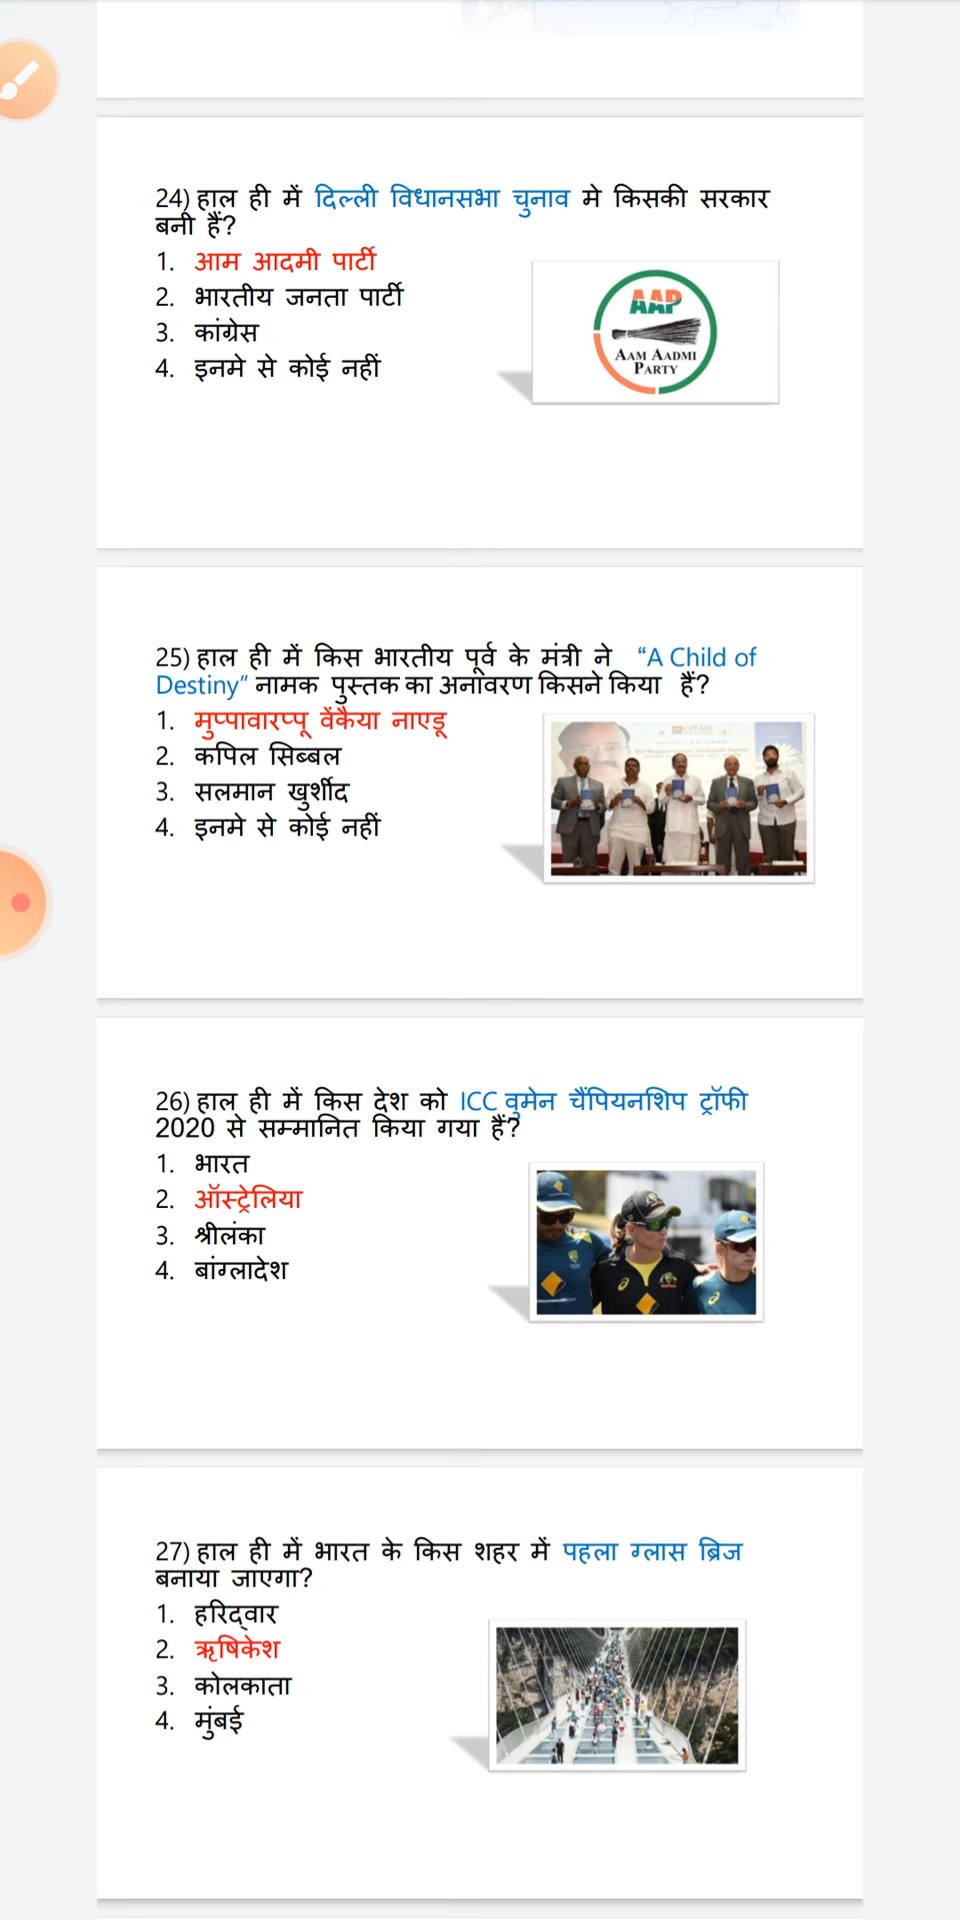 24) हाल ही में दिल्ली विधानसभा चुनाव मे किसकी सरकार
बनी हैं?
1. आम आदमी पार्टी
2. भारतीय जनता पार्टी
3. कांग्रेस
4. इनमे से कोई नहीं
AAP
AAM AADMI
PARTY
25) हाल ही में किस भारतीय पूर्व के मंत्री ने “A Child of
Destiny” नामक पुस्तक का अनावरण किसने किया हैं?
1. मुप्पावारप्पू वेंकैया नाएडू
2. कपिल सिब्बल
3. सलमान खुर्शीद
4. इनमे से कोई नहीं
GITAM
26) हाल ही में किस देश को ICC वुमेन चैंपियनशिप ट्रॉफी
2020 से सम्मानित किया गया हैं?
1. भारत
2. ऑस्ट्रेलिया
3. श्रीलंका
4. बांग्लादेश
27) हाल ही में भारत के किस शहर में पहला ग्लास ब्रिज
बनाया जाएगा?
1. हरिद्वार
2. ऋषिकेश
3. कोलकाता
4. मुंबई